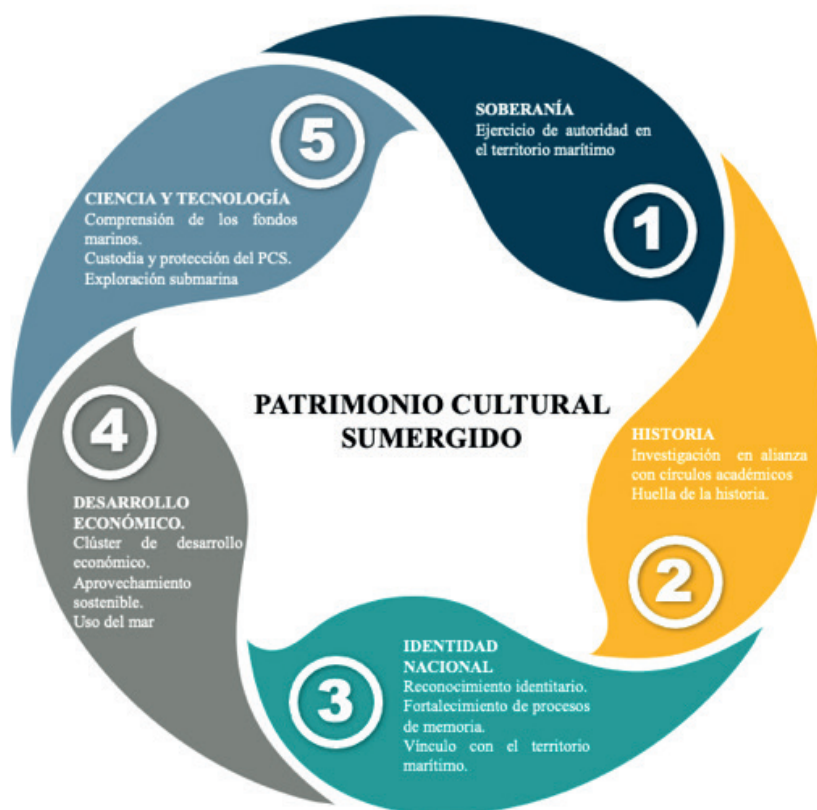 SOBERANÍA
Ejercicio de autoridad en
el territorio marítimo
1
HISTORIA
Investigación en alianza
con círculos académicos
Huella de la historia.
2
IDENTIDAD
NACIONAL
Reconocimiento identitario.
Fortalecimiento de procesos
de memoria.
Vínculo con el territorio
marítimo.
3
4
DESARROLLO
ECONÓMICO.
Clúster de desarrollo
económico.
Aprovechamiento
sostenible.
Uso del mar
5
CIENCIA Y TECNOLOGÍA
Comprensión de los fondos
marinos.
Custodia y protección del PCS.
Exploración submarina
PATRIMONIO CULTURAL
SUMERGIDO